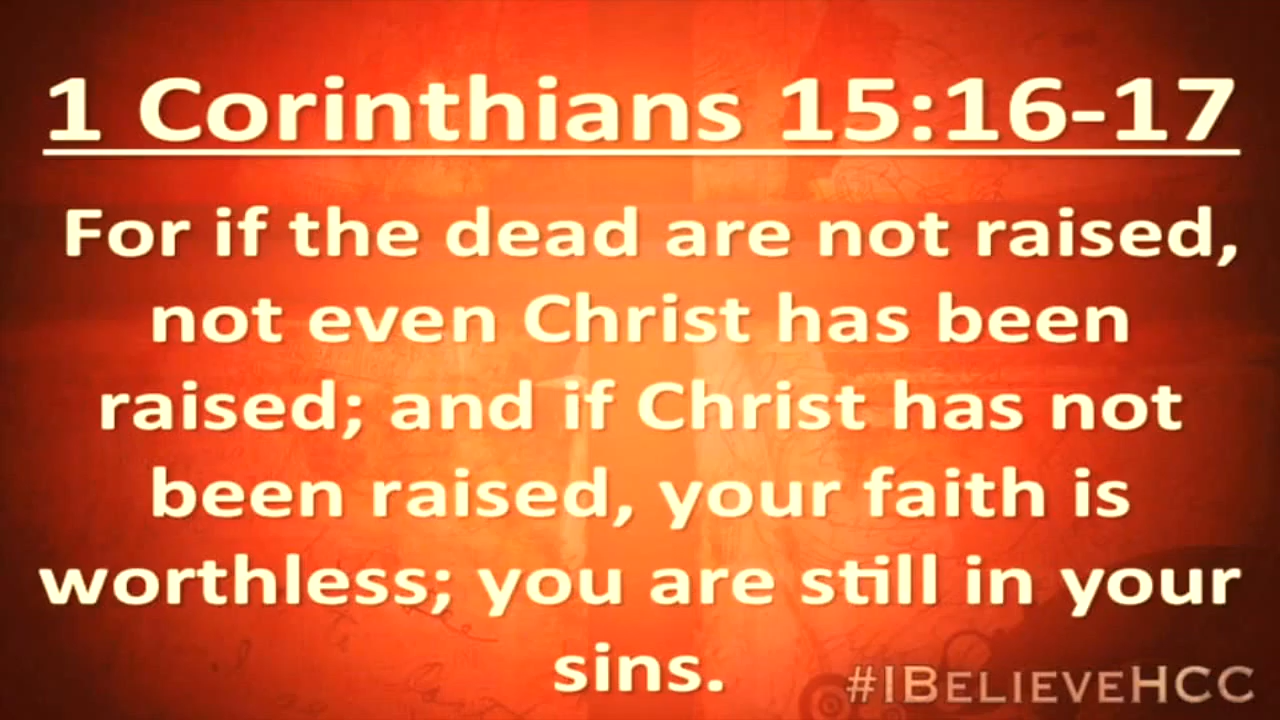 1 Corinthians 15:16-17
For if the dead are not raised,
not even Christ has been
raised; and if Christ has not
been raised, your faith is
worthless; you are still in your
sins.
#IBelieveHCC